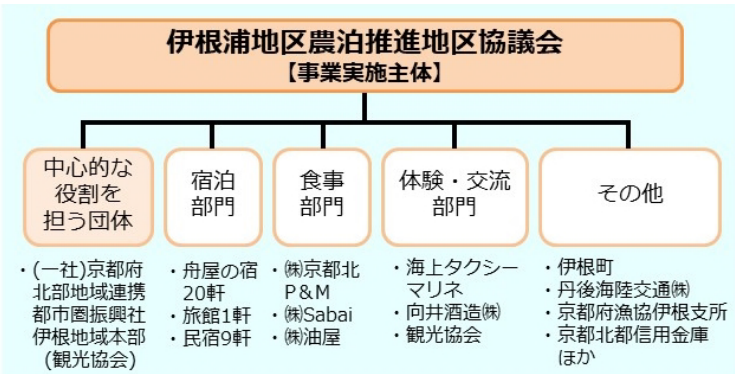 伊根浦地区農泊推進地区協議会
【事業実施主体】
中心的な
役割を
担う団体
・(一社)京都府
北部地域連携
都市圏振興社
伊根地域本部
(観光協会)
宿泊
部門
・舟屋の宿
20軒
・旅館1軒
・民宿9軒
食事
部門
・㈱京都北
P&M
・㈱Sabai
・㈱油屋
体験・交流
部門
・海上タクシー
マリネ
・向井酒造㈱
・観光協会
その他
・伊根町
・丹後海陸交通㈱
・京都府漁協伊根支所
・京都北都信用金庫
ほか